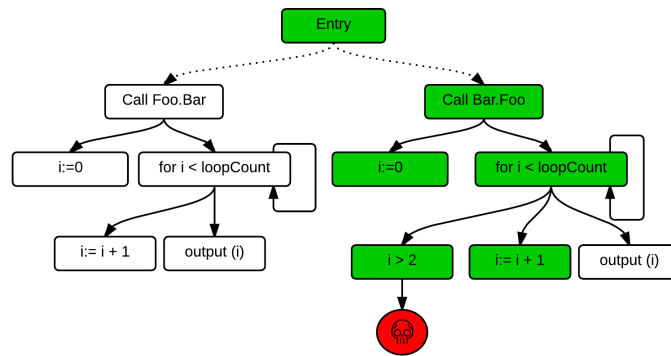 Entry
Call Foo.Bar
Call Bar.Foo
i:=0
for i < loopCount
i:=0
for i < loopCount
i:= i + 1
output (i)
i > 2
i:= i + 1
output (i)